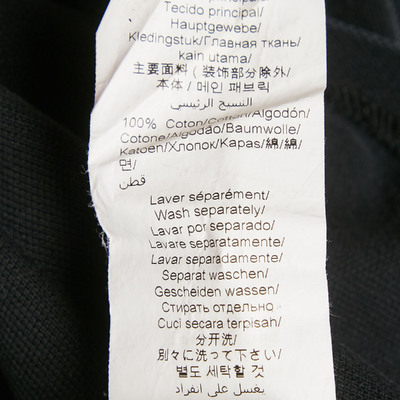 Tecido principal/
Hauptgewebe/
Kledingstuk/Главная ткань/
kain utama/
主要面料 (装饰部分除外/
本体/ 메인 패브릭
النسيج الرئيسي
100% Coton/Cotton/Algodón/
Cotone/Algodão/Baumwolle/
Katoen/Хлопок/Kapas/綿/綿/
면/
قطن
Laver séparément/
Wash separately/
Lavar por separado/
Lavare separatamente/
Lavar separadamente/
Separat waschen/
Gescheiden wassen/
Стирать отдельно
Cuci secara terpisah/
分开洗/
別々に洗って下さい/
별도 세탁할 것
يغسل على انفراد